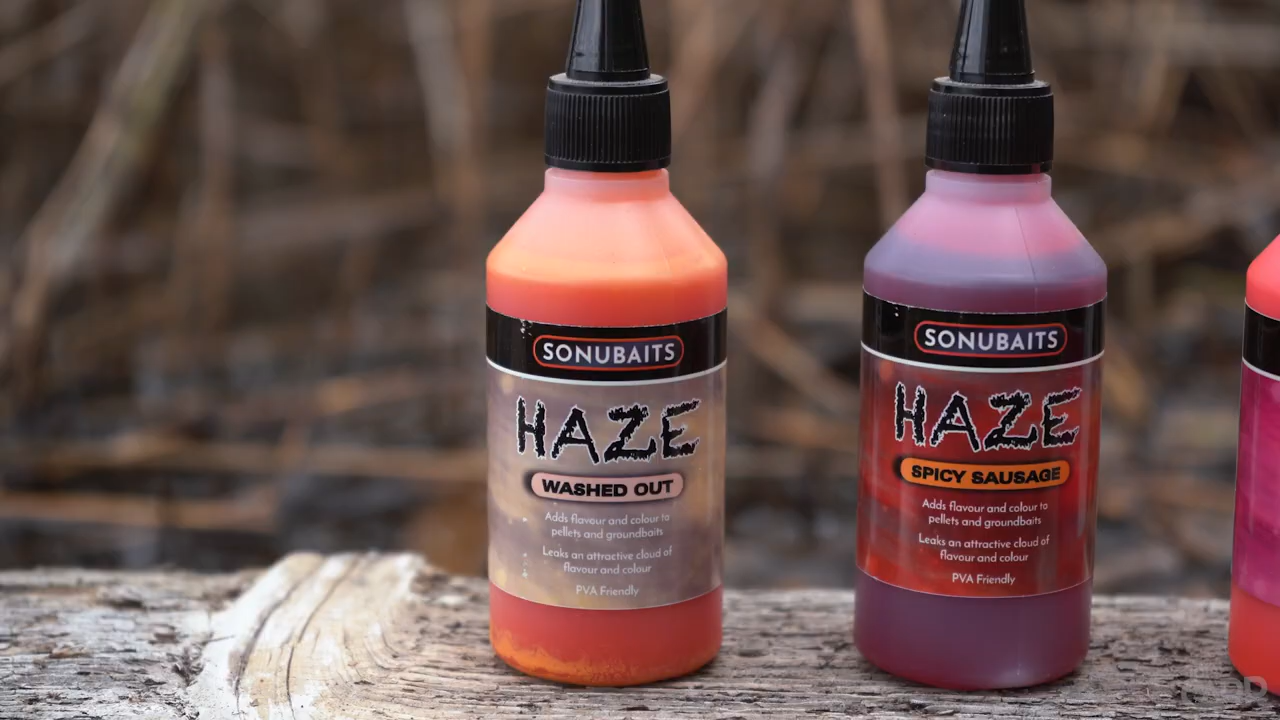 SONUBAITS
HAZE
WASHED OUT
Adds flavour and colour to
pellets and groundbaits
Leaks an attractive cloud of
flavour and colour
PVA Friendly
SONUBAITS
HAZE
SPICY SAUSAGE
Adds flavour and colour to
pellets and groundbaits
Leaks an attractive cloud of
flavour and colour
PVA Friendly